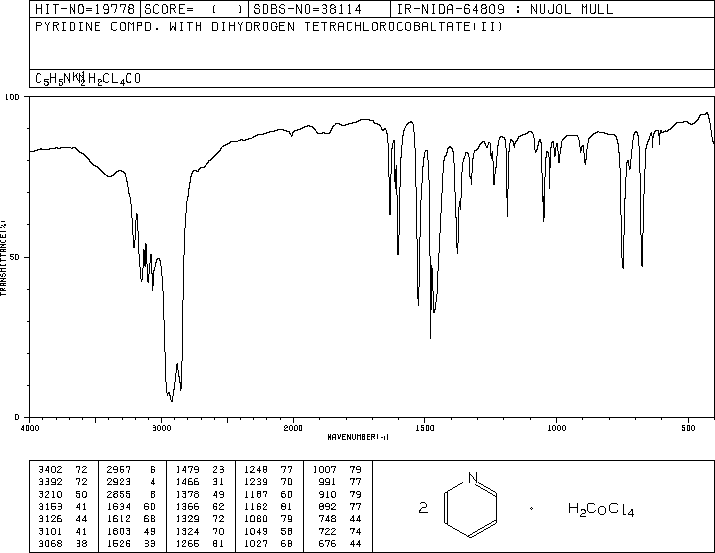 HIT-NO=19778 SCORE= ( ) SDBS-NO=38114 IR-NIDA-64809 : NUJOL MULL
PYRIDINE COMPD. WITH DIHYDROGEN TETRACHLOROCOBALTATE(II)
H2CL4CO
100
TRANSMITTANCE(%)
50
0
4000 3000 2000 1500 1000 500
WAVENUMBER(-1)
3402 72 2957 6 1479 23 1248 77 1007 79
3392 72 2923 4 1466 31 1239 70 991 77
3210 50 2855 8 1378 49 1187 60 910 79
3153 41 1634 60 1366 62 1162 81 892 77
3126 44 1612 68 1329 72 1080 79 748 44
3101 41 1603 49 1324 70 1049 58 722 74
3068 38 1526 33 1265 81 1027 68 676 44
N
2 · H2CoCl4